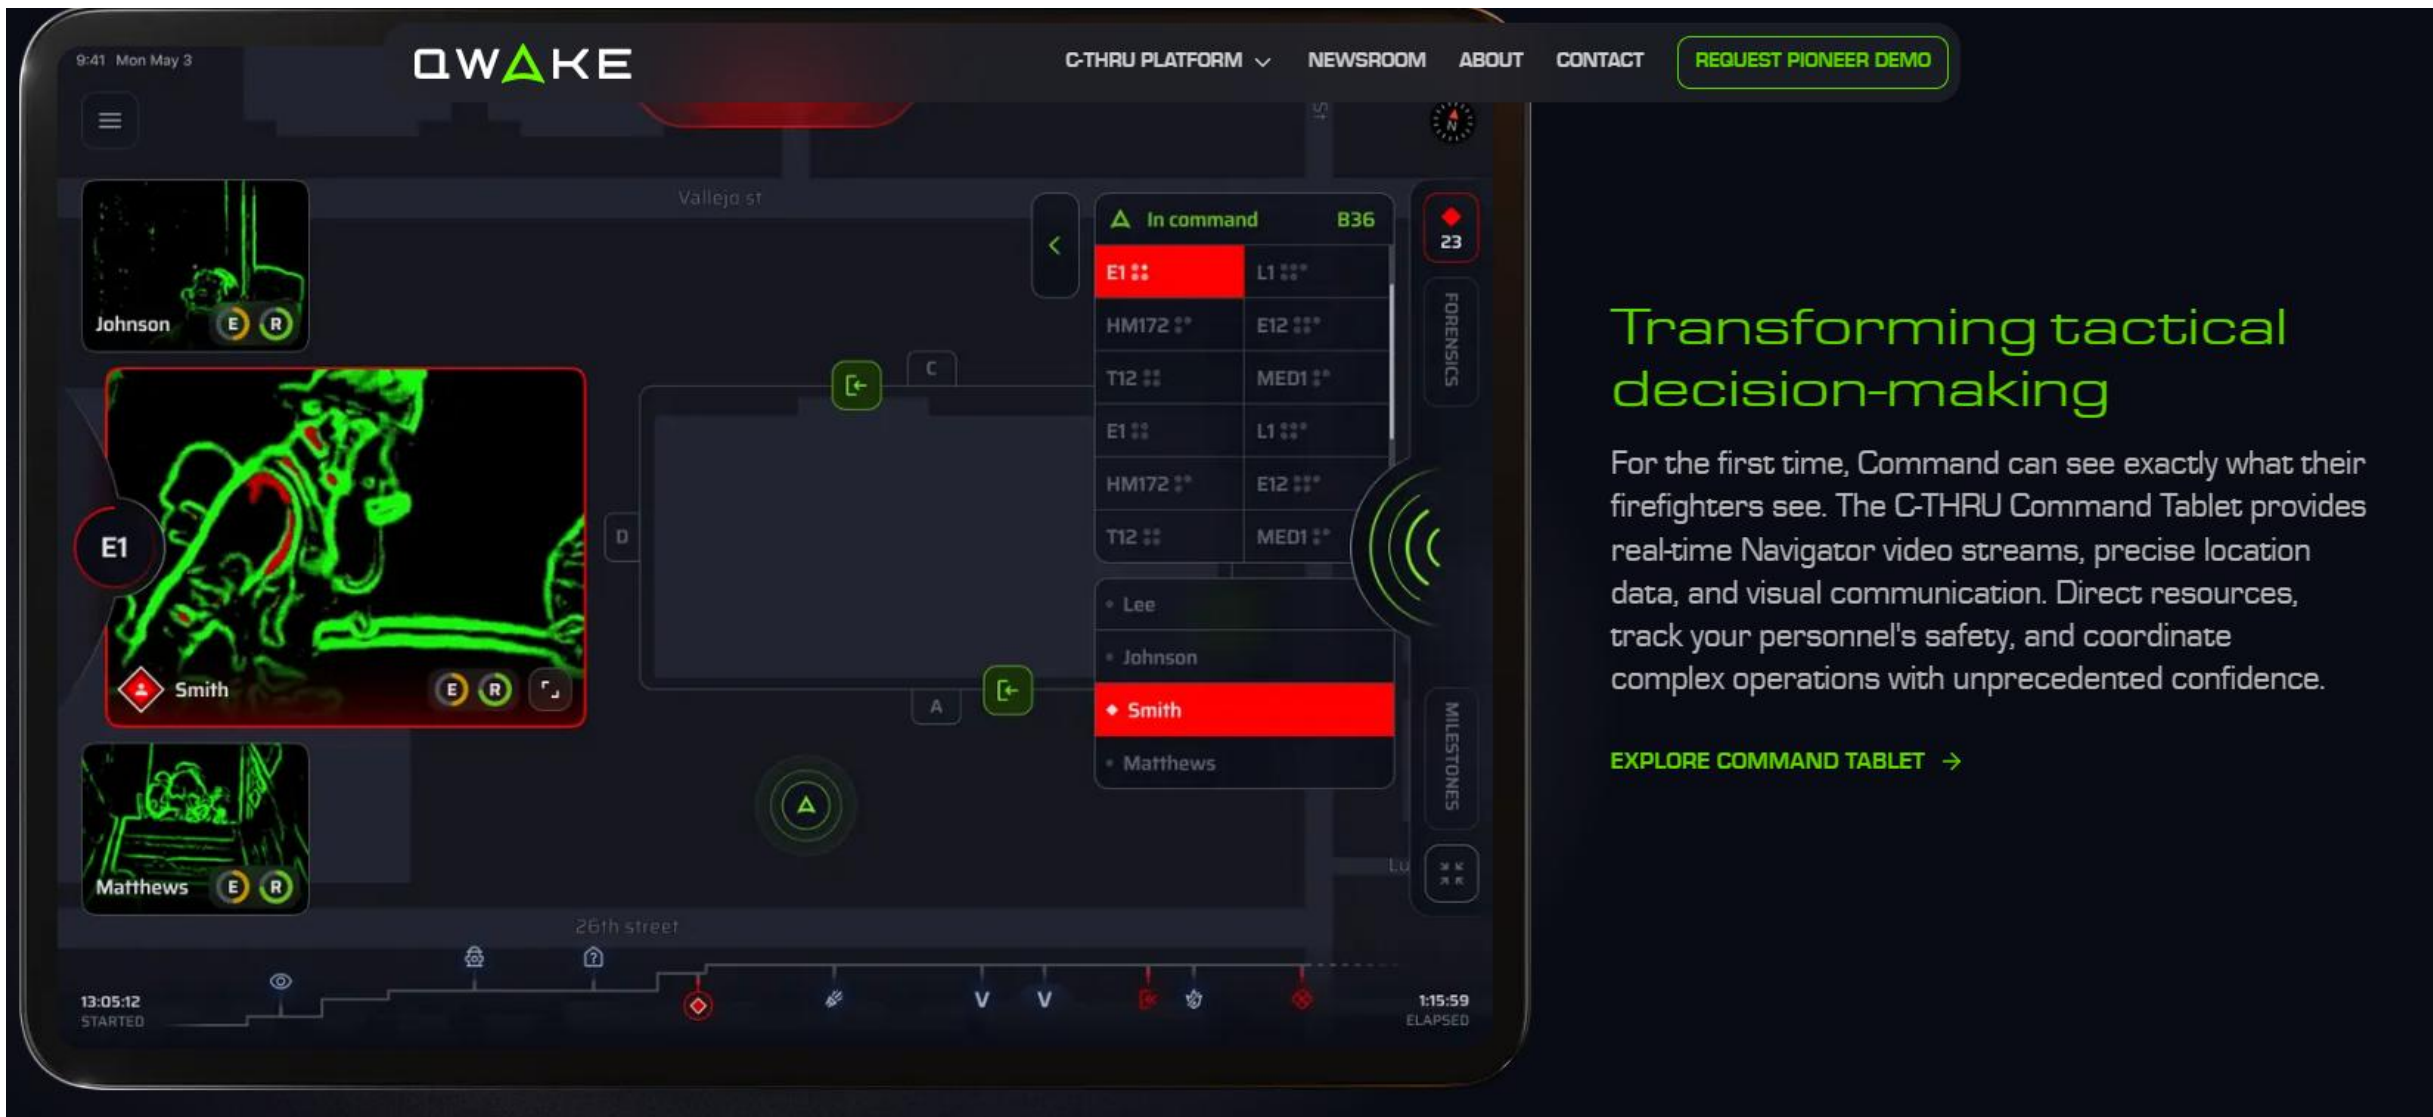 9:41 Mon May 3
QWAKE
C-THRU PLATFORM
NEWSROOM
ABOUT
CONTACT
REQUEST PIONEER DEMO
St
N
Vallejo st
Johnson
E R
E1
Smith
E R
Matthews
E R
C
D
A
In command B36
E1 L1
HM172 E12
T12 MED1
E1 L1
HM172 E12
T12 MED1
Lee
Johnson
Smith
Matthews
23
FORENSICS
MILESTONES
Lu
26th street
?
V V
13:05:12
STARTED
1:15:59
ELAPSED
Transforming tactical
decision-making
For the first time, Command can see exactly what their
firefighters see. The C-THRU Command Tablet provides
real-time Navigator video streams, precise location
data, and visual communication. Direct resources,
track your personnel's safety, and coordinate
complex operations with unprecedented confidence.
EXPLORE COMMAND TABLET